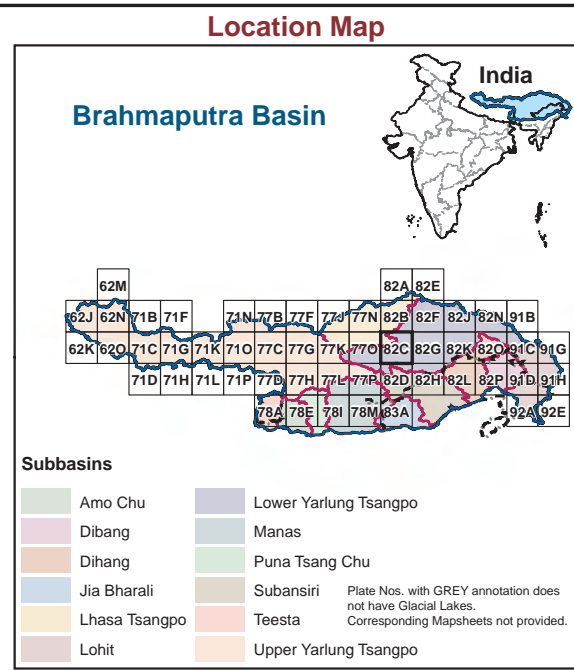 Location Map
India
Brahmaputra Basin
62M 82A 82E
62J 62N 71B 71F 71N 77B 77F 77J 77N 82B 82F 82J 82N 91B
62K 62O 71C 71G 71K 71O 77C 77G 77K 77O 82C 82G 82K 82O 91C 91G
71D 71H 71L 71P 77D 77H 77L 77P 82D 82H 82L 82P 91D 91H
78A 78E 78I 78M 83A 92A 92E
Subbasins
Amo Chu
Dibang
Dihang
Jia Bharali
Lhasa Tsangpo
Lohit
Lower Yarlung Tsangpo
Manas
Puna Tsang Chu
Subansiri
Teesta
Upper Yarlung Tsangpo
Plate Nos. with GREY annotation does
not have Glacial Lakes.
Corresponding Mapsheets not provided.